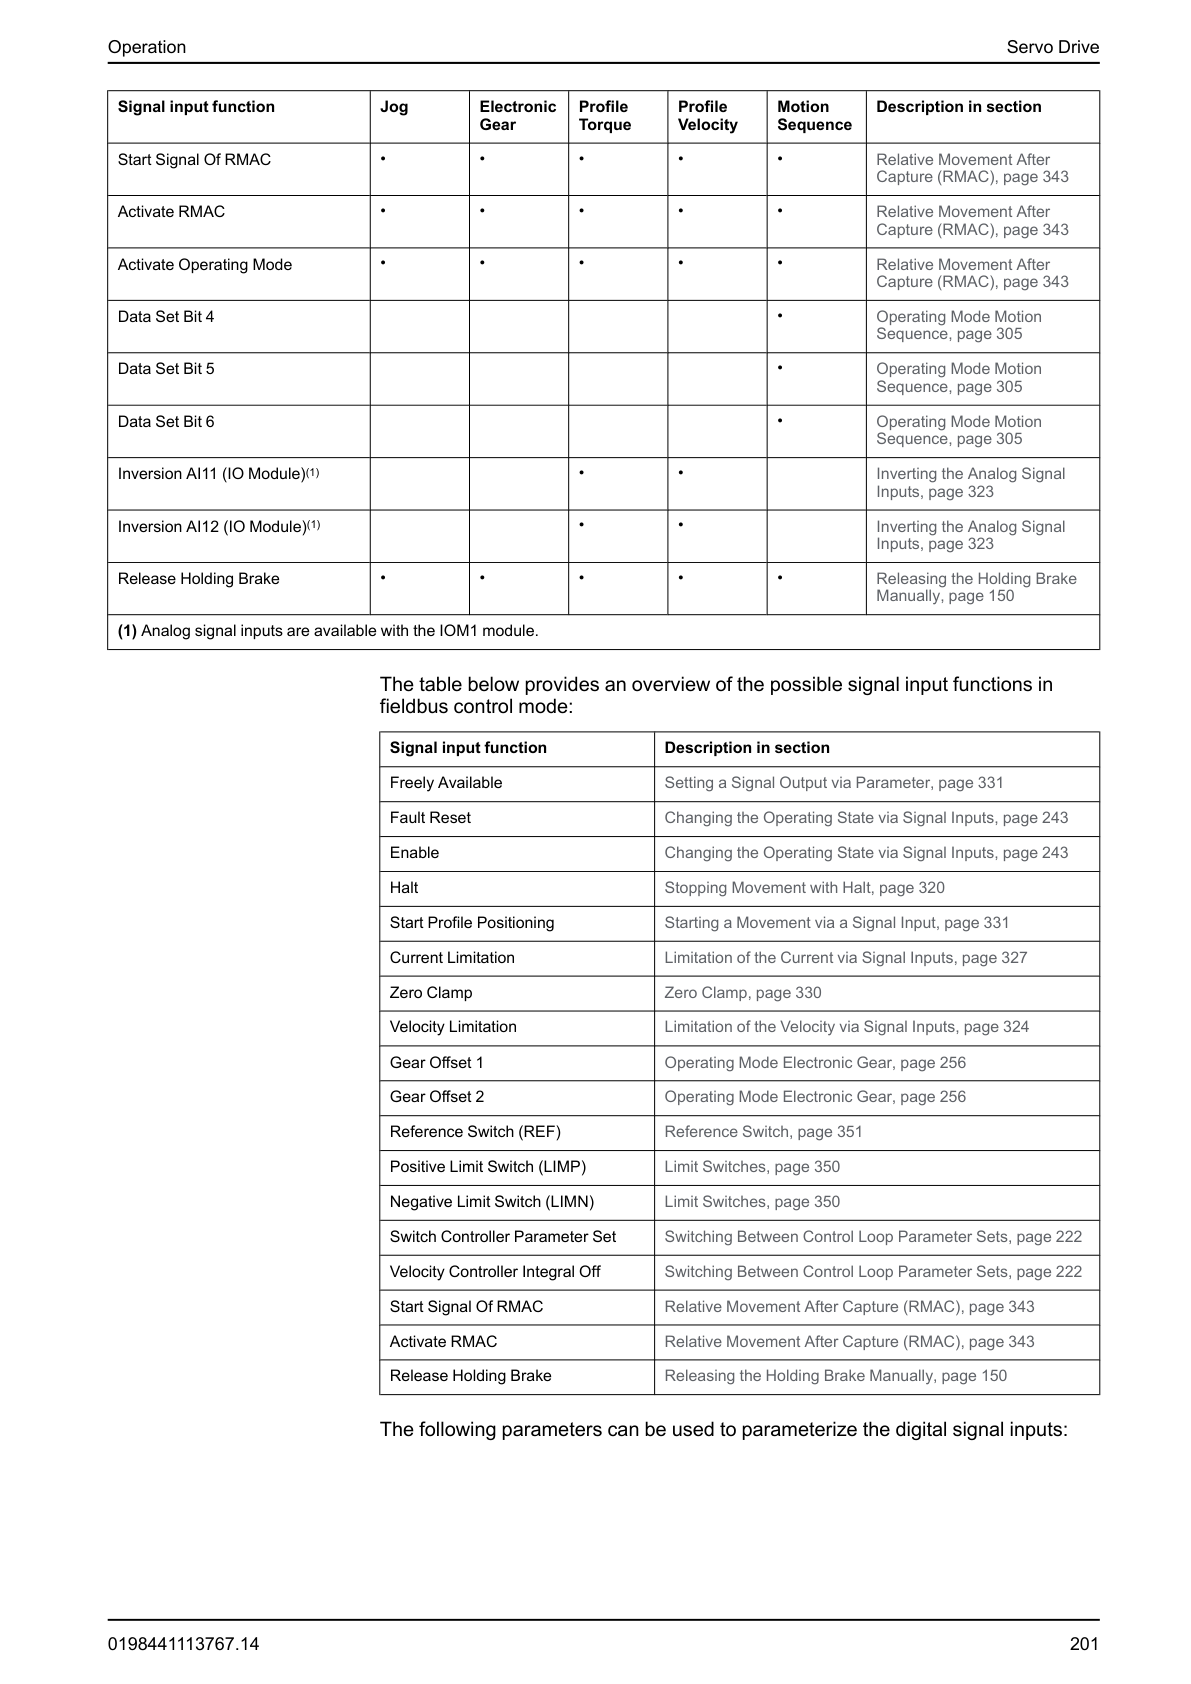 Operation Servo Drive
Signal input function Jog Electronic Gear Profile Torque Profile Velocity Motion Sequence Description in section
Start Signal Of RMAC • • • • • Relative Movement After
Capture (RMAC), page 343
Activate RMAC • • • • • Relative Movement After
Capture (RMAC), page 343
Activate Operating Mode • • • • • Relative Movement After
Capture (RMAC), page 343
Data Set Bit 4 • Operating Mode Motion
Sequence, page 305
Data Set Bit 5 • Operating Mode Motion
Sequence, page 305
Data Set Bit 6 • Operating Mode Motion
Sequence, page 305
Inversion AI11 (IO Module)(1) • • Inverting the Analog Signal
Inputs, page 323
Inversion AI12 (IO Module)(1) • • Inverting the Analog Signal
Inputs, page 323
Release Holding Brake • • • • • Releasing the Holding Brake
Manually, page 150
(1) Analog signal inputs are available with the IOM1 module.
The table below provides an overview of the possible signal input functions in
fieldbus control mode:
Signal input function Description in section
Freely Available Setting a Signal Output via Parameter, page 331
Fault Reset Changing the Operating State via Signal Inputs, page 243
Enable Changing the Operating State via Signal Inputs, page 243
Halt Stopping Movement with Halt, page 320
Start Profile Positioning Starting a Movement via a Signal Input, page 331
Current Limitation Limitation of the Current via Signal Inputs, page 327
Zero Clamp Zero Clamp, page 330
Velocity Limitation Limitation of the Velocity via Signal Inputs, page 324
Gear Offset 1 Operating Mode Electronic Gear, page 256
Gear Offset 2 Operating Mode Electronic Gear, page 256
Reference Switch (REF) Reference Switch, page 351
Positive Limit Switch (LIMP) Limit Switches, page 350
Negative Limit Switch (LIMN) Limit Switches, page 350
Switch Controller Parameter Set Switching Between Control Loop Parameter Sets, page 222
Velocity Controller Integral Off Switching Between Control Loop Parameter Sets, page 222
Start Signal Of RMAC Relative Movement After Capture (RMAC), page 343
Activate RMAC Relative Movement After Capture (RMAC), page 343
Release Holding Brake Releasing the Holding Brake Manually, page 150
The following parameters can be used to parameterize the digital signal inputs:
0198441113767.14 201